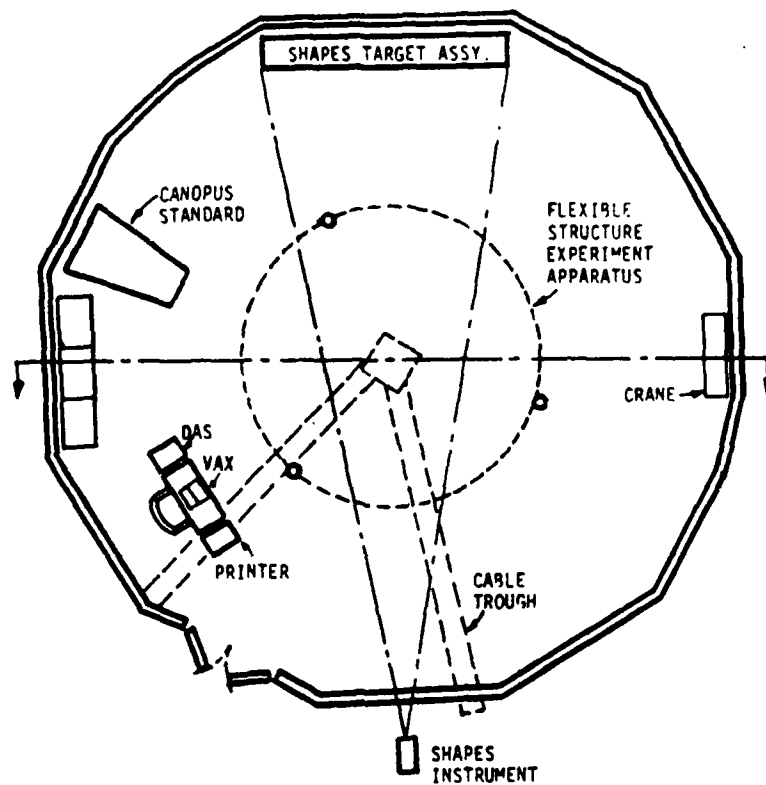 SHAPES TARGET ASSY.
CANOPUS
STANDARD
FLEXIBLE
STRUCTURE
EXPERIMENT
APPARATUS
CRANE
DAS
VAX
PRINTER
CABLE
TROUGH
SHAPES
INSTRUMENT